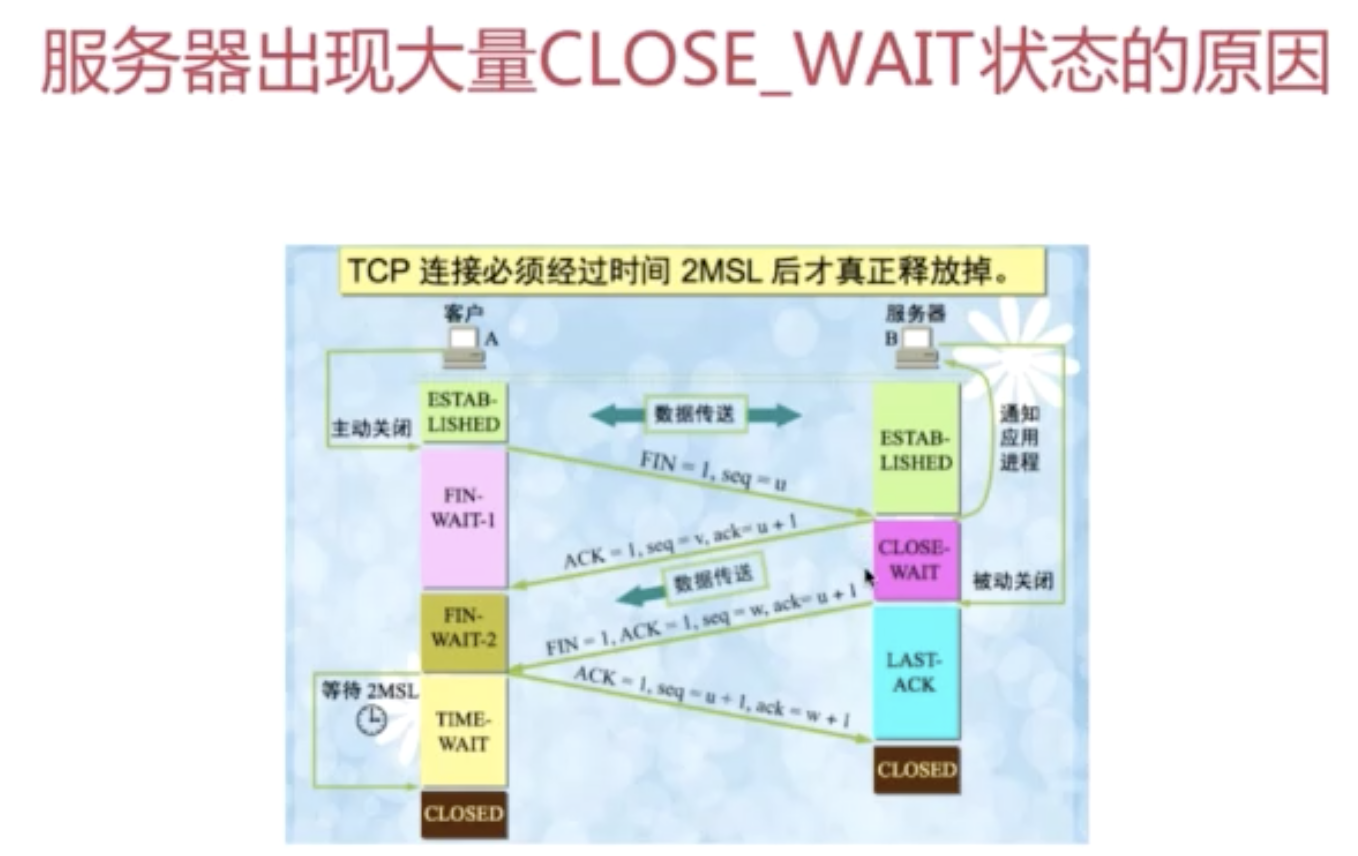 服务器出现大量CLOSE_WAIT状态的原因
TCP 连接必须经过时间 2MSL 后才真正释放掉。
客户
A
服务器
B
ESTAB-
LISHED
数据传送
通知
应用
进程
主动关闭
ESTAB-
LISHED
FIN = 1, seq = u
FIN-
WAIT-1
ACK = 1, seq = v, ack= u + 1
CLOSE-
WAIT
数据传送
被动关闭
FIN-
WAIT-2
FIN = 1, ACK = 1, seq = w, ack= u + 1
LAST-
ACK
等待 2MSL
ACK = 1, seq = u + 1, ack = w + 1
TIME-
WAIT
CLOSED
CLOSED